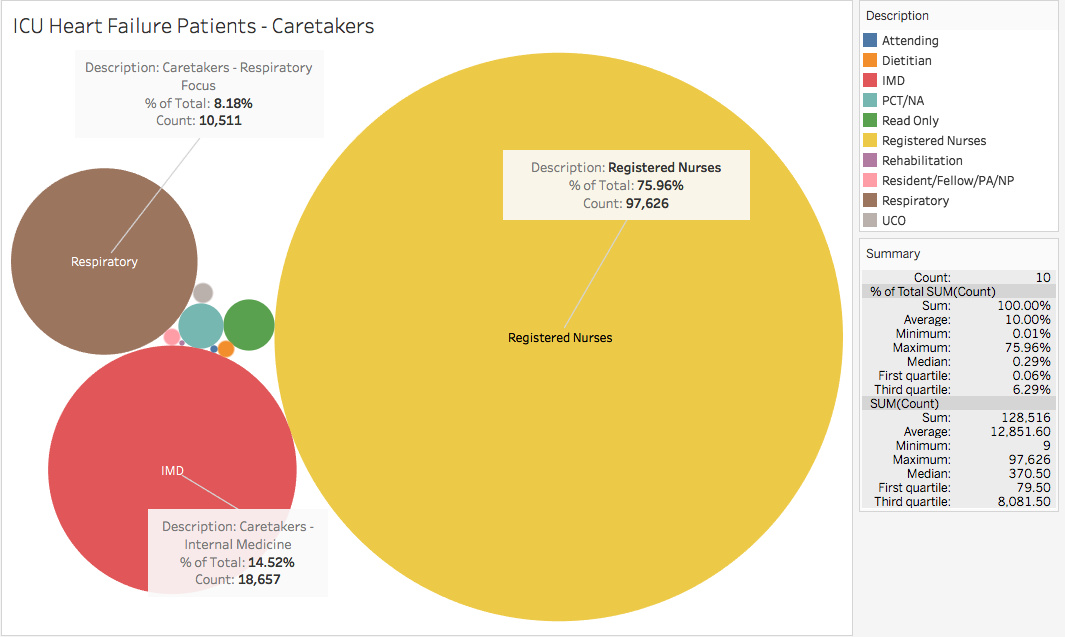 ICU Heart Failure Patients - Caretakers
Description: Caretakers - Respiratory
Focus
% of Total: 8.18%
Count: 10,511
Description: Registered Nurses
% of Total: 75.96%
Count: 97,626
Respiratory
Registered Nurses
IMD
Description: Caretakers -
Internal Medicine
% of Total: 14.52%
Count: 18,657
Description
Attending
Dietitian
IMD
PCT/NA
Read Only
Registered Nurses
Rehabilitation
Resident/Fellow/PA/NP
Respiratory
UCO
Summary
Count: 10
% of Total SUM(Count)
Sum: 100.00%
Average: 10.00%
Minimum: 0.01%
Maximum: 75.96%
Median: 0.29%
First quartile: 0.06%
Third quartile: 6.29%
SUM(Count)
Sum: 128,516
Average: 12,851.60
Minimum: 9
Maximum: 97,626
Median: 370.50
First quartile: 79.50
Third quartile: 8,081.50